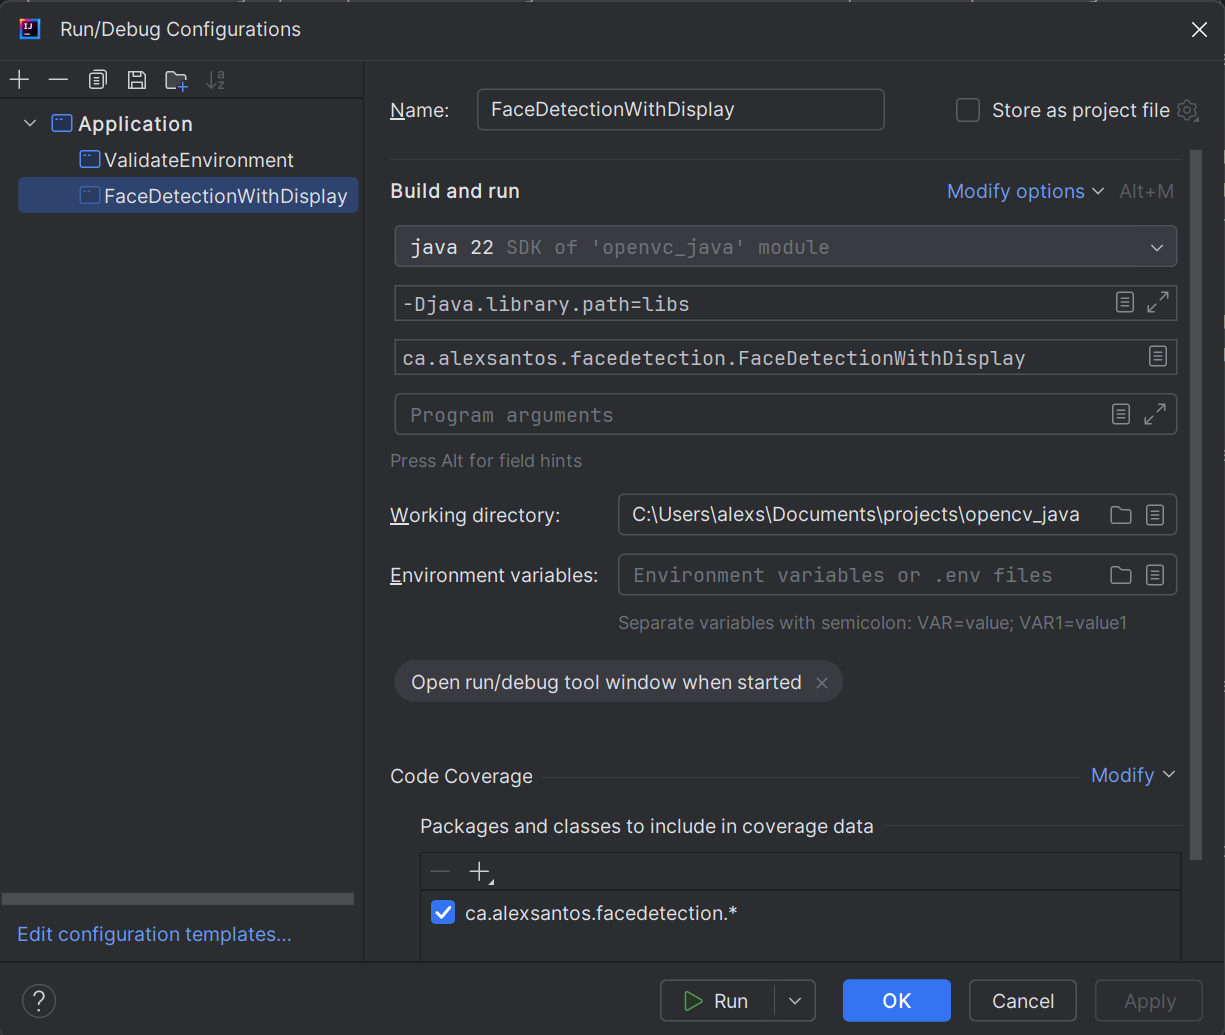 Run/Debug Configurations
Name:
FaceDetectionWithDisplay
Store as project file
Application
ValidateEnvironment
FaceDetectionWithDisplay
Build and run
Modify options
Alt+M
java 22 SDK of 'openvc_java' module
-Djava.library.path=libs
ca.alexsantos.facedetection.FaceDetectionWithDisplay
Program arguments
Press Alt for field hints
Working directory:
C:\Users\alexs\Documents\projects\opencv_java
Environment variables:
Environment variables or .env files
Separate variables with semicolon: VAR=value; VAR1=value1
Open run/debug tool window when started
Code Coverage
Modify
Packages and classes to include in coverage data
ca.alexsantos.facedetection.*
Edit configuration templates...
?
Run
OK
Cancel
Apply